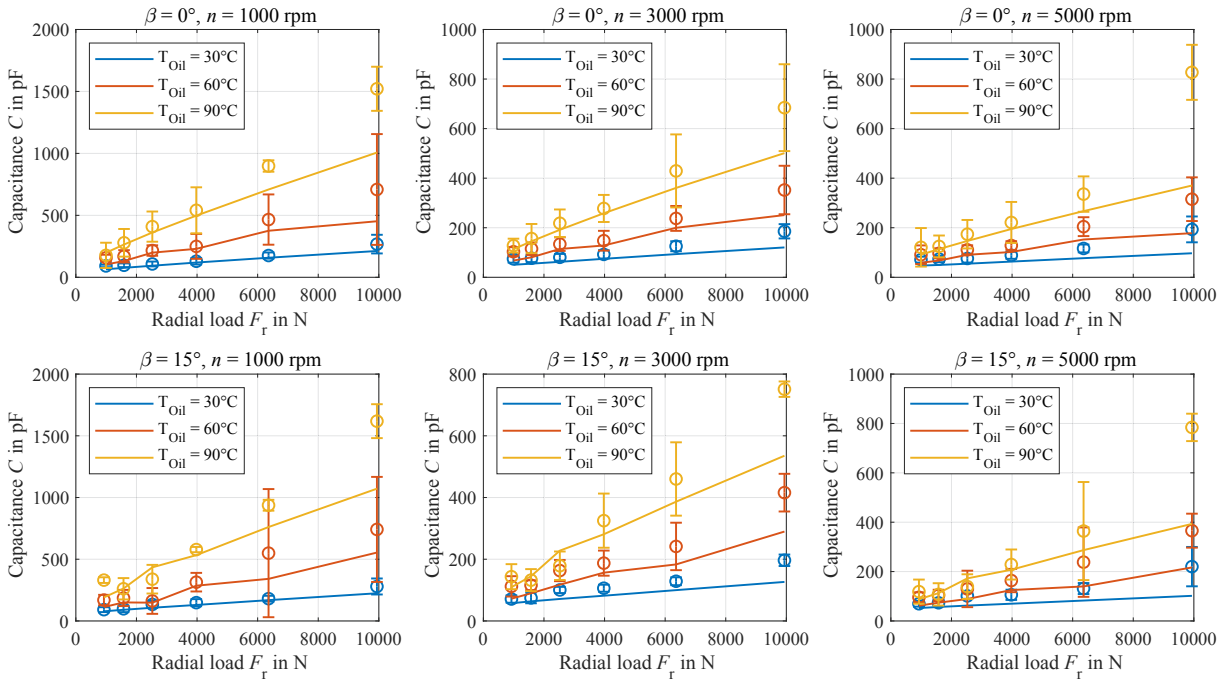 β = 0°, n = 1000 rpm
2000
1500
1000
500
0
Capacitance C in pF
T_Oil = 30°C
T_Oil = 60°C
T_Oil = 90°C
0 2000 4000 6000 8000 10000
Radial load F_r in N
β = 0°, n = 3000 rpm
1000
800
600
400
200
0
Capacitance C in pF
T_Oil = 30°C
T_Oil = 60°C
T_Oil = 90°C
0 2000 4000 6000 8000 10000
Radial load F_r in N
β = 0°, n = 5000 rpm
1000
800
600
400
200
0
Capacitance C in pF
T_Oil = 30°C
T_Oil = 60°C
T_Oil = 90°C
0 2000 4000 6000 8000 10000
Radial load F_r in N
β = 15°, n = 1000 rpm
2000
1500
1000
500
0
Capacitance C in pF
T_Oil = 30°C
T_Oil = 60°C
T_Oil = 90°C
0 2000 4000 6000 8000 10000
Radial load F_r in N
β = 15°, n = 3000 rpm
800
600
400
200
0
Capacitance C in pF
T_Oil = 30°C
T_Oil = 60°C
T_Oil = 90°C
0 2000 4000 6000 8000 10000
Radial load F_r in N
β = 15°, n = 5000 rpm
1000
800
600
400
200
0
Capacitance C in pF
T_Oil = 30°C
T_Oil = 60°C
T_Oil = 90°C
0 2000 4000 6000 8000 10000
Radial load F_r in N